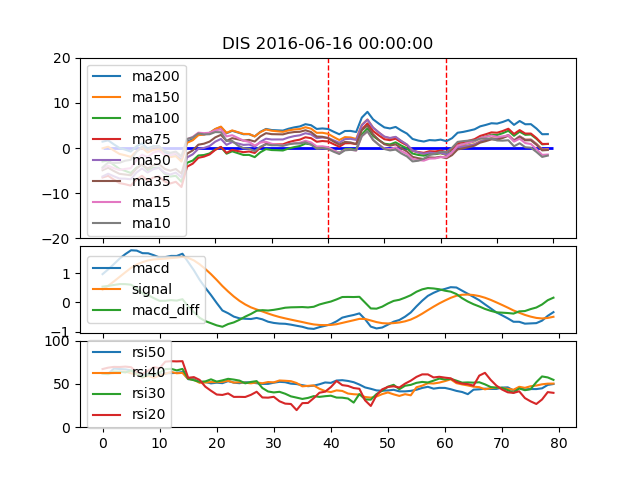 DIS 2016-06-16 00:00:00
20
10
0
−10
−20
ma200
ma150
ma100
ma75
ma50
ma35
ma15
ma10
1
0
−1
macd
signal
macd_diff
100
50
0
rsi50
rsi40
rsi30
rsi20
0 10 20 30 40 50 60 70 80